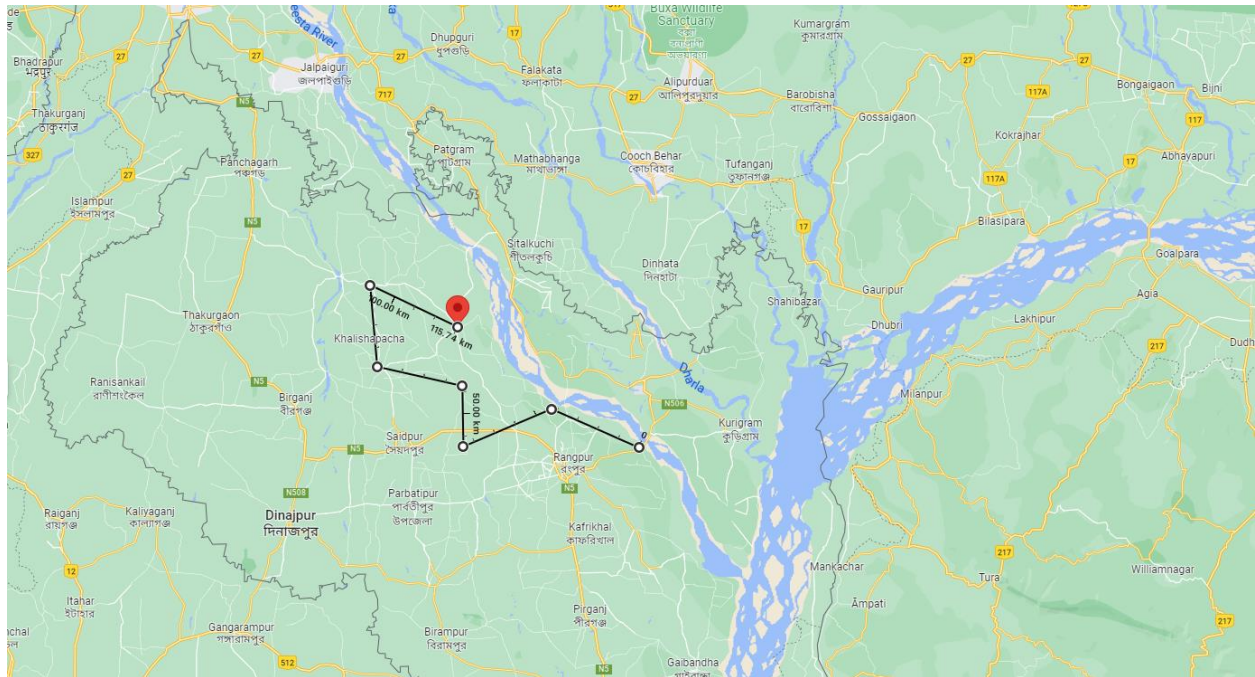 Buxa Wildlife
Sanctuary
Kumargram
কুমারগ্রাম
de
Teesta River
Dhupguri
ধূপগুড়ি
17
Bhadrapur
भद्रपुर
27
27
Jalpaiguri
জলপাইগুড়ি
27
Falakata
ফলাকাটা
Alipurduar
আলিপুরদুয়ার
27
Barobisha
বারোবিশা
27
27
117A
Bongaigaon
Bijni
117
717
N5
Gossaigaon
Thakurganj
ठाकुरगंज
327
27
Panchagarh
পঞ্চগড়
Patgram
পাটগ্রাম
Mathabhanga
মাথাভাঙ্গা
Cooch Behar
কোচবিহার
Tufanganj
তুফানগঞ্জ
Kokrajhar
17
Abhayapuri
117A
Islampur
ইসলামপুর
N5
17
Bilasipara
Sitalkuchi
শীতলকুচি
Dinhata
দিনহাটা
Goalpara
Gauripur
Agia
Shahibazar
Dhubri
Lakhipur
100.00 km
115.74 km
Thakurgaon
ঠাকুরগাঁও
Khalishapacha
217
Dudh
Dharla
Ranisankail
রাণীশংকৈল
N5
Birganj
বীরগঞ্জ
50.00 km
N506
Milanpur
Kurigram
কুড়িগ্রাম
0
N5
Saidpur
সৈয়দপুর
Rangpur
রংপুর
N5
N508
Parbatipur
পার্বতীপুর
উপজেলা
Raiganj
রায়গঞ্জ
Kaliyaganj
কালিয়াগঞ্জ
Dinajpur
দিনাজপুর
Kafrikhal
কাফরিখাল
217
12
Mankachar
Tura
Williamnagar
Itahar
ইটাহার
Āmpati
Pirganj
পীরগঞ্জ
Gangarampur
গঙ্গারামপুর
Birampur
বিরামপুর
512
N5
Gaibandha